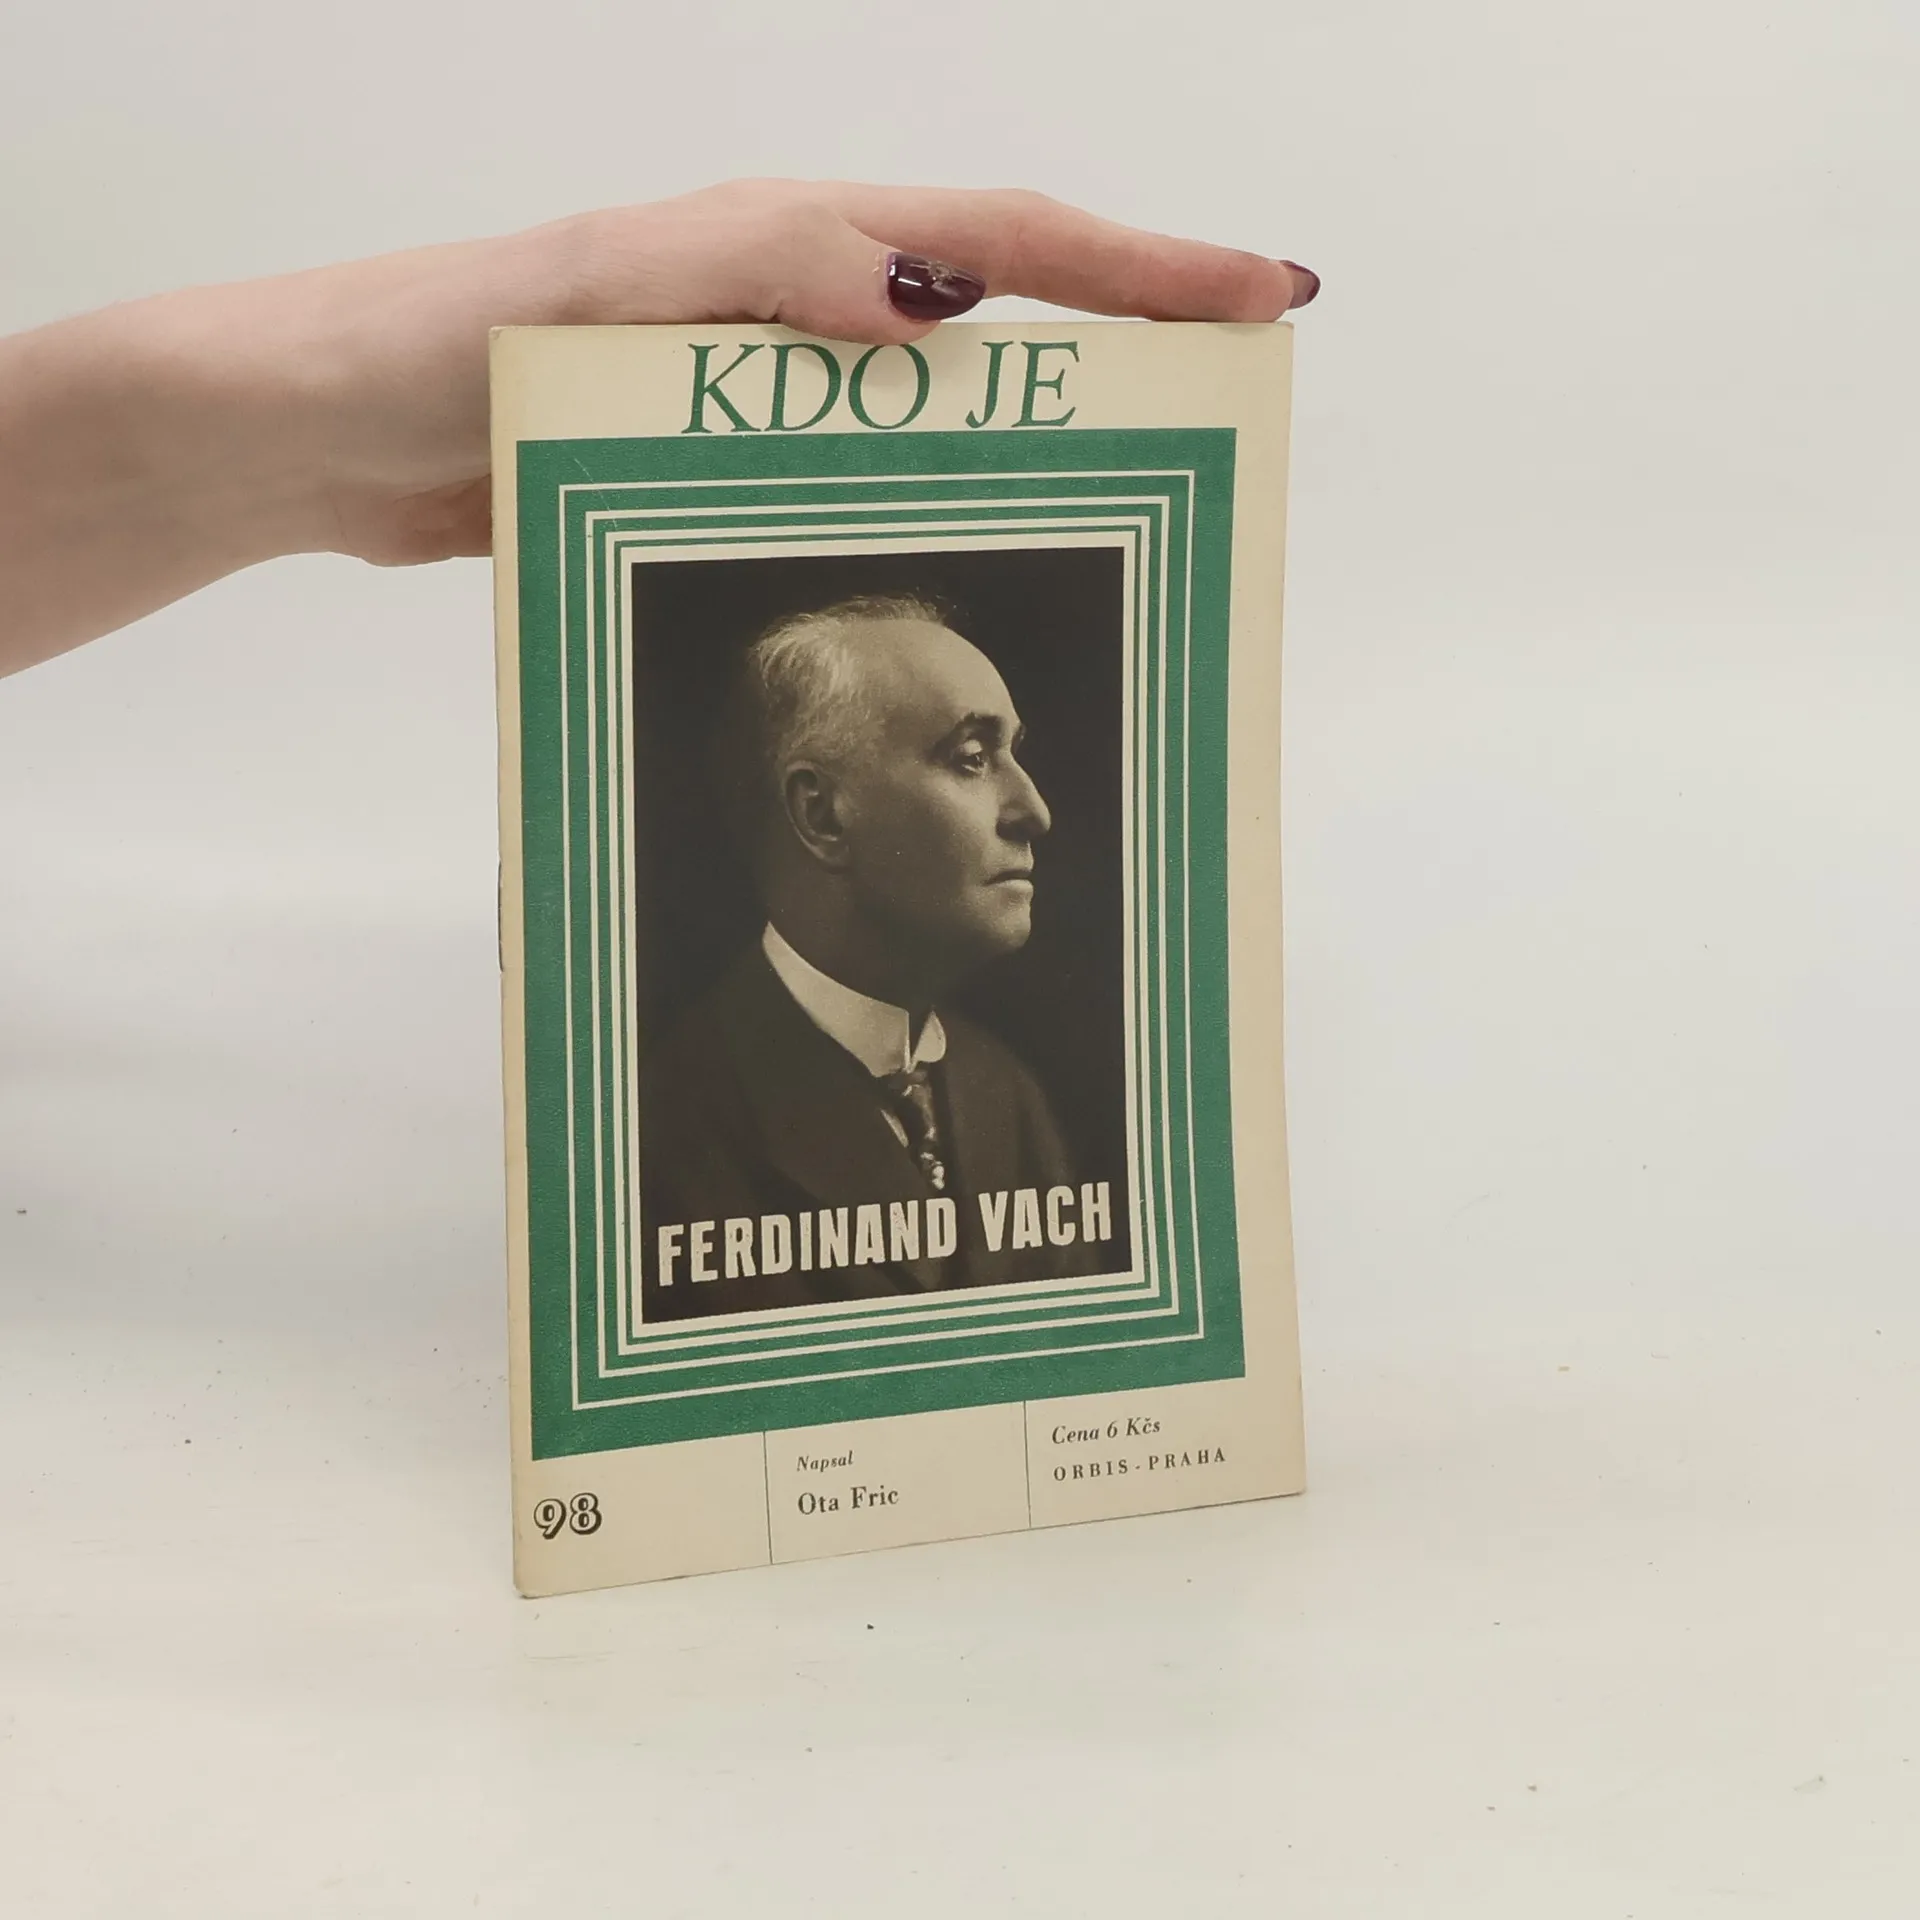 KDO JE
FERDINAND VACH
98
Napsal
Ota Fric
Cena 6 Kčs
ORBIS-PRAHA